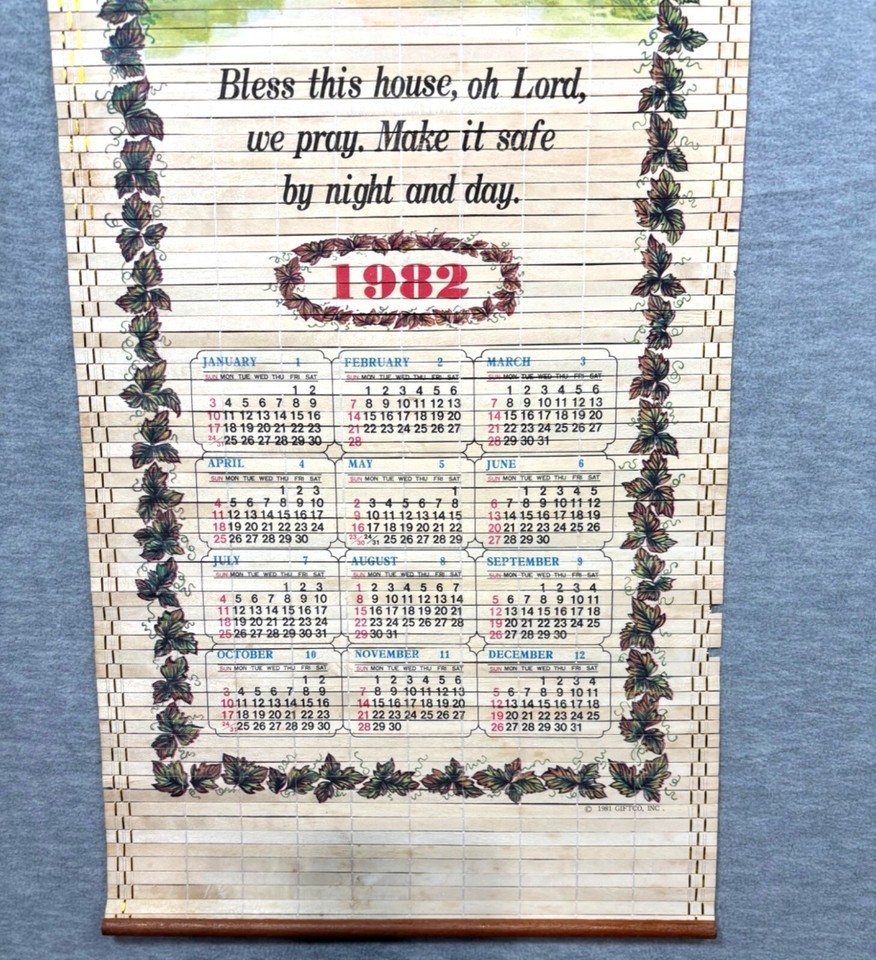 Bless this house, oh Lord,
we pray. Make it safe
by night and day.
1982
JANUARY 1 FEBRUARY 2 MARCH 3
SUN MON TUE WED THU FRI SAT SUN MON TUE WED THU FRI SAT SUN MON TUE WED THU FRI SAT
1 2 1 2 3 4 5 6 1 2 3 4 5 6
3 4 5 6 7 8 9 7 8 9 10 11 12 13 7 8 9 10 11 12 13
10 11 12 13 14 15 16 14 15 16 17 18 19 20 14 15 16 17 18 19 20
17 18 19 20 21 22 23 21 22 23 24 25 26 27 21 22 23 24 25 26 27
24/31 25 26 27 28 29 30 28 28 29 30 31
APRIL 4 MAY 5 JUNE 6
SUN MON TUE WED THU FRI SAT SUN MON TUE WED THU FRI SAT SUN MON TUE WED THU FRI SAT
1 2 3 1 1 2 3 4 5
4 5 6 7 8 9 10 2 3 4 5 6 7 8 6 7 8 9 10 11 12
11 12 13 14 15 16 17 9 10 11 12 13 14 15 13 14 15 16 17 18 19
18 19 20 21 22 23 24 16 17 18 19 20 21 22 20 21 22 23 24 25 26
25 26 27 28 29 30 23/30 24/31 25 26 27 28 29 27 28 29 30
JULY 7 AUGUST 8 SEPTEMBER 9
SUN MON TUE WED THU FRI SAT SUN MON TUE WED THU FRI SAT SUN MON TUE WED THU FRI SAT
1 2 3 1 2 3 4 5 6 7 1 2 3 4
4 5 6 7 8 9 10 8 9 10 11 12 13 14 5 6 7 8 9 10 11
11 12 13 14 15 16 17 15 16 17 18 19 20 21 12 13 14 15 16 17 18
18 19 20 21 22 23 24 22 23 24 25 26 27 28 19 20 21 22 23 24 25
25 26 27 28 29 30 31 29 30 31 26 27 28 29 30
OCTOBER 10 NOVEMBER 11 DECEMBER 12
SUN MON TUE WED THU FRI SAT SUN MON TUE WED THU FRI SAT SUN MON TUE WED THU FRI SAT
1 2 1 2 3 4 5 6 1 2 3 4
3 4 5 6 7 8 9 7 8 9 10 11 12 13 5 6 7 8 9 10 11
10 11 12 13 14 15 16 14 15 16 17 18 19 20 12 13 14 15 16 17 18
17 18 19 20 21 22 23 21 22 23 24 25 26 27 19 20 21 22 23 24 25
24/31 25 26 27 28 29 30 28 29 30 26 27 28 29 30 31
© 1981 GIFTCO, INC.